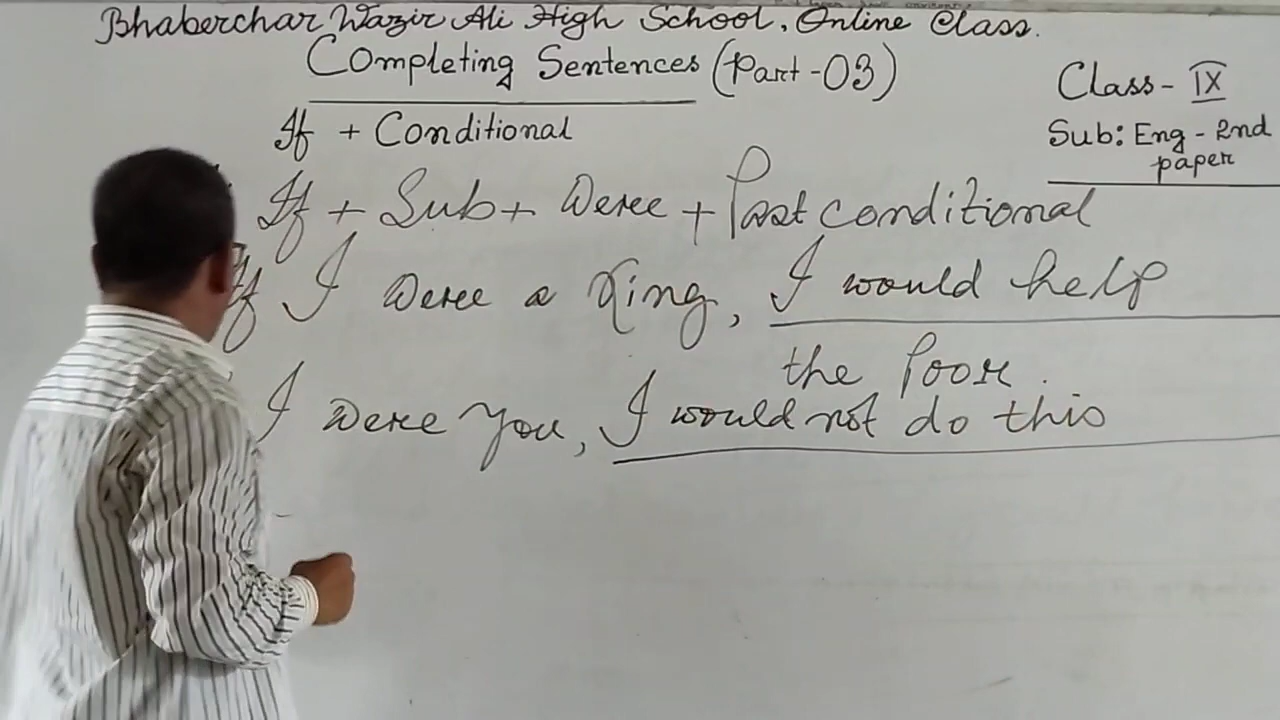 Bhaberchar Wazir Ali High School, Online Class.
Completing Sentences (Part-03)
Class- IX
Sub: Eng - 2nd paper
If + Conditional
If + Sub + were + Past conditional
If I were a King, I would help
the Poor.
I were you, I would not do this